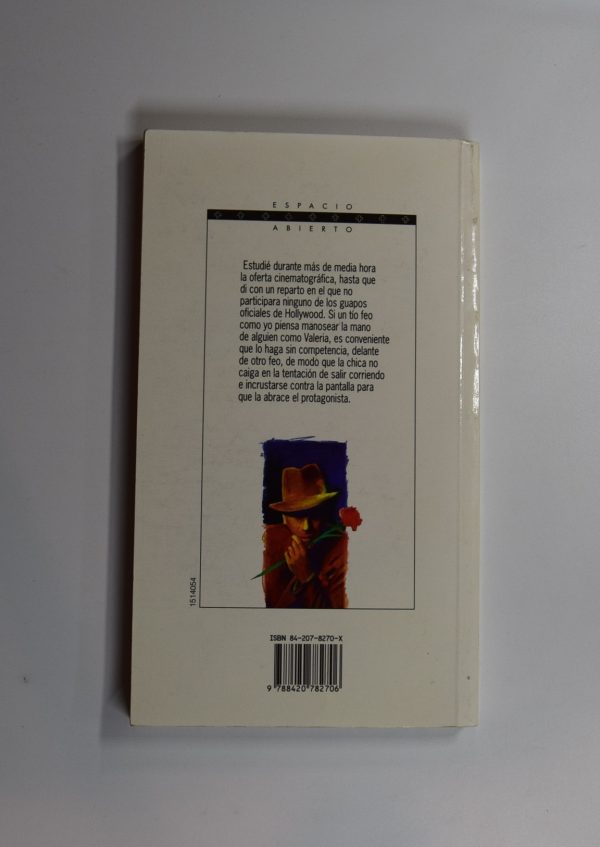 ESPACIO
ABIERTO
Estudié durante más de media hora
la oferta cinematográfica, hasta que
di con un reparto en el que no
participara ninguno de los guapos
oficiales de Hollywood. Si un tío feo
como yo piensa manosear la mano
de alguien como Valeria, es conveniente
que lo haga sin competencia, delante
de otro feo, de modo que la chica no
caiga en la tentación de salir corriendo
e incrustarse contra la pantalla para
que la abrace el protagonista.
1514054
ISBN 84-207-8270-X
9 788420 782706